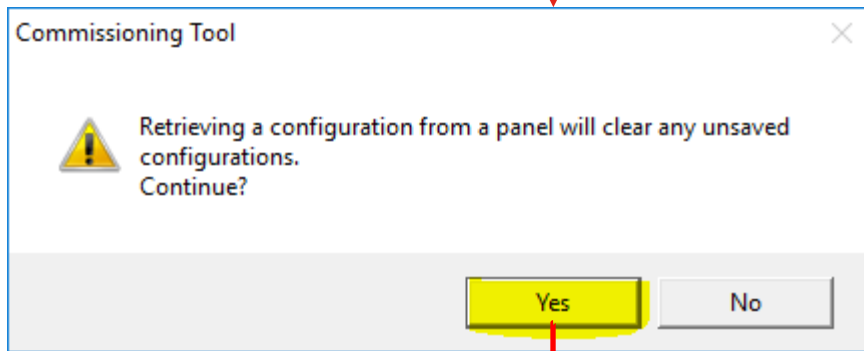 Commissioning Tool
Retrieving a configuration from a panel will clear any unsaved
configurations.
Continue?
Yes
No